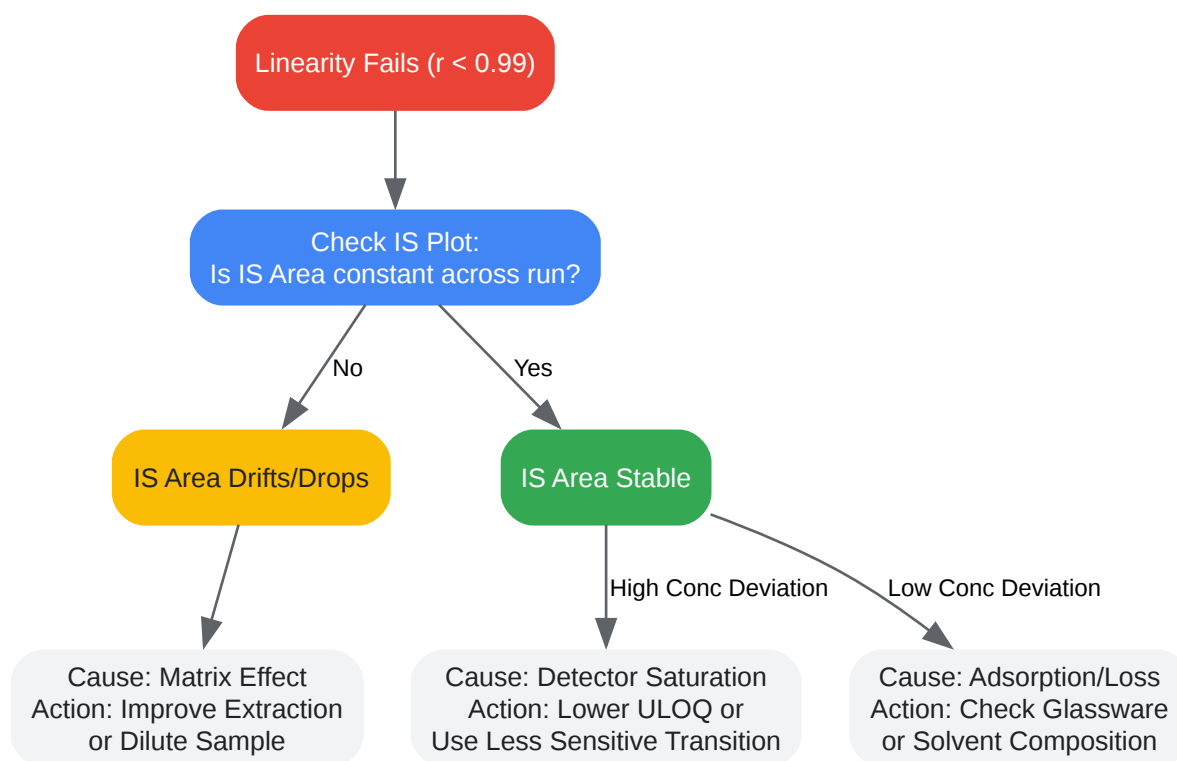 Linearity Fails (r < 0.99)
Check IS Plot:
Is IS Area constant across run?
No
Yes
IS Area Drifts/Drops
IS Area Stable
High Conc Deviation
Low Conc Deviation
Cause: Matrix Effect
Action: Improve Extraction
or Dilute Sample
Cause: Detector Saturation
Action: Lower ULOQ or
Use Less Sensitive Transition
Cause: Adsorption/Loss
Action: Check Glassware
or Solvent Composition